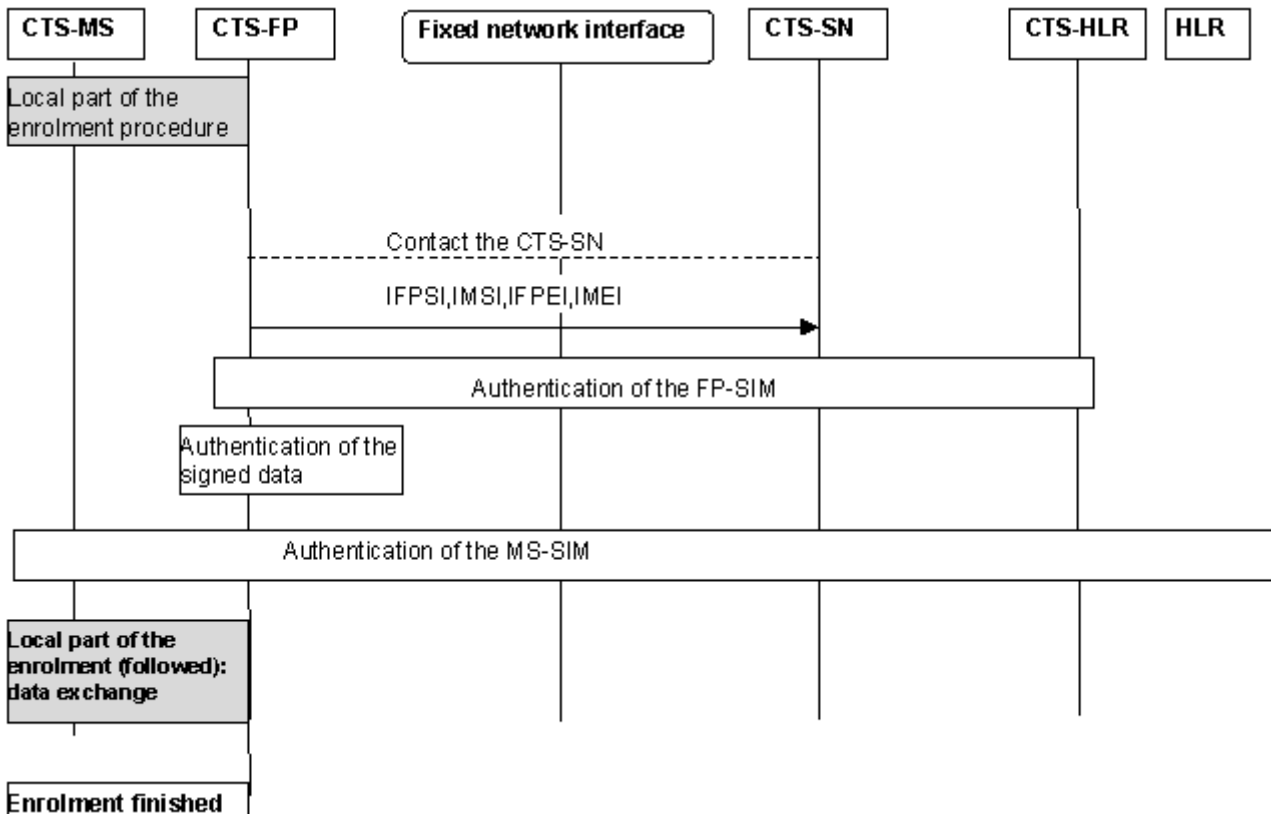 CTS-MS
CTS-FP
Fixed network interface
CTS-SN
CTS-HLR
HLR
Local part of the
enrolment procedure
Contact the CTS-SN
IFPSI,IMSI,IFPEI,IMEI
Authentication of the FP-SIM
Authentication of the
signed data
Authentication of the MS-SIM
Local part of the
enrolment (followed):
data exchange
Enrolment finished